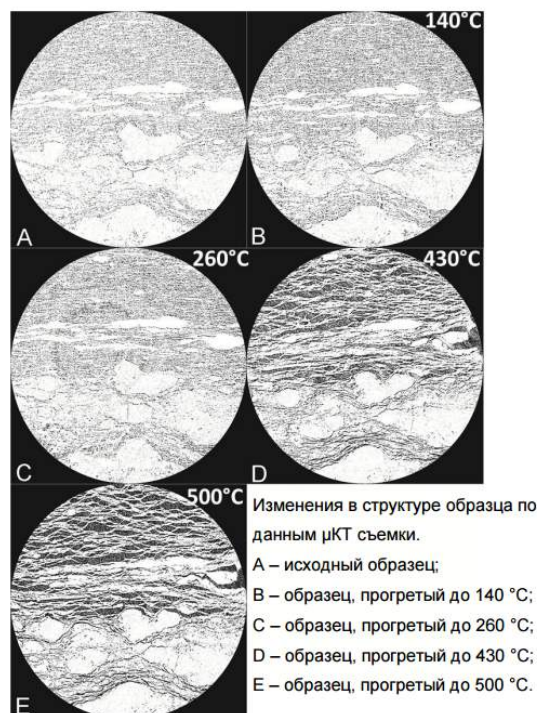 140°C
A
B
260°C
430°C
C
D
500°C
E
Изменения в структуре образца по
данным µКТ съемки.
А – исходный образец;
В – образец, прогретый до 140 °С;
С – образец, прогретый до 260 °С;
D – образец, прогретый до 430 °С;
Е – образец, прогретый до 500 °С.